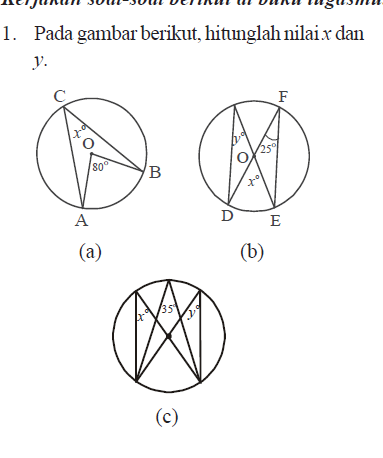 Kerjakan soal-soal berikut di buku tugasmu.
1. Pada gambar berikut, hitunglah nilai x dan
y.
C
F
x°
O
80°
B
A
y°
O
25°
x°
D
E
(a)
(b)
x°
35°
y°
(c)